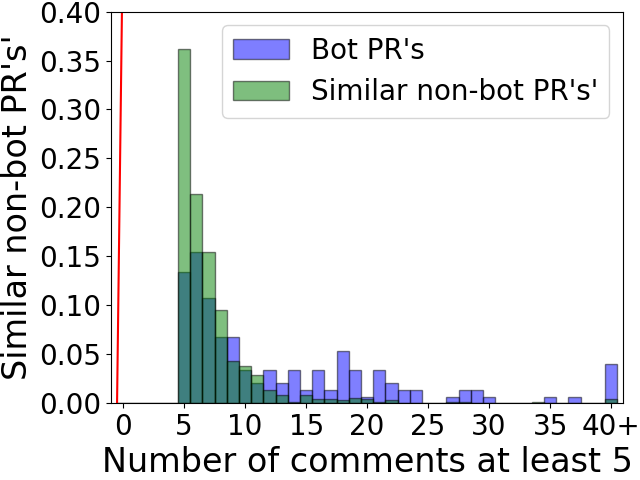 Similar non-bot PR's'
0.40
0.35
0.30
0.25
0.20
0.15
0.10
0.05
0.00
Bot PR's
Similar non-bot PR's'
0 5 10 15 20 25 30 35 40+
Number of comments at least 5